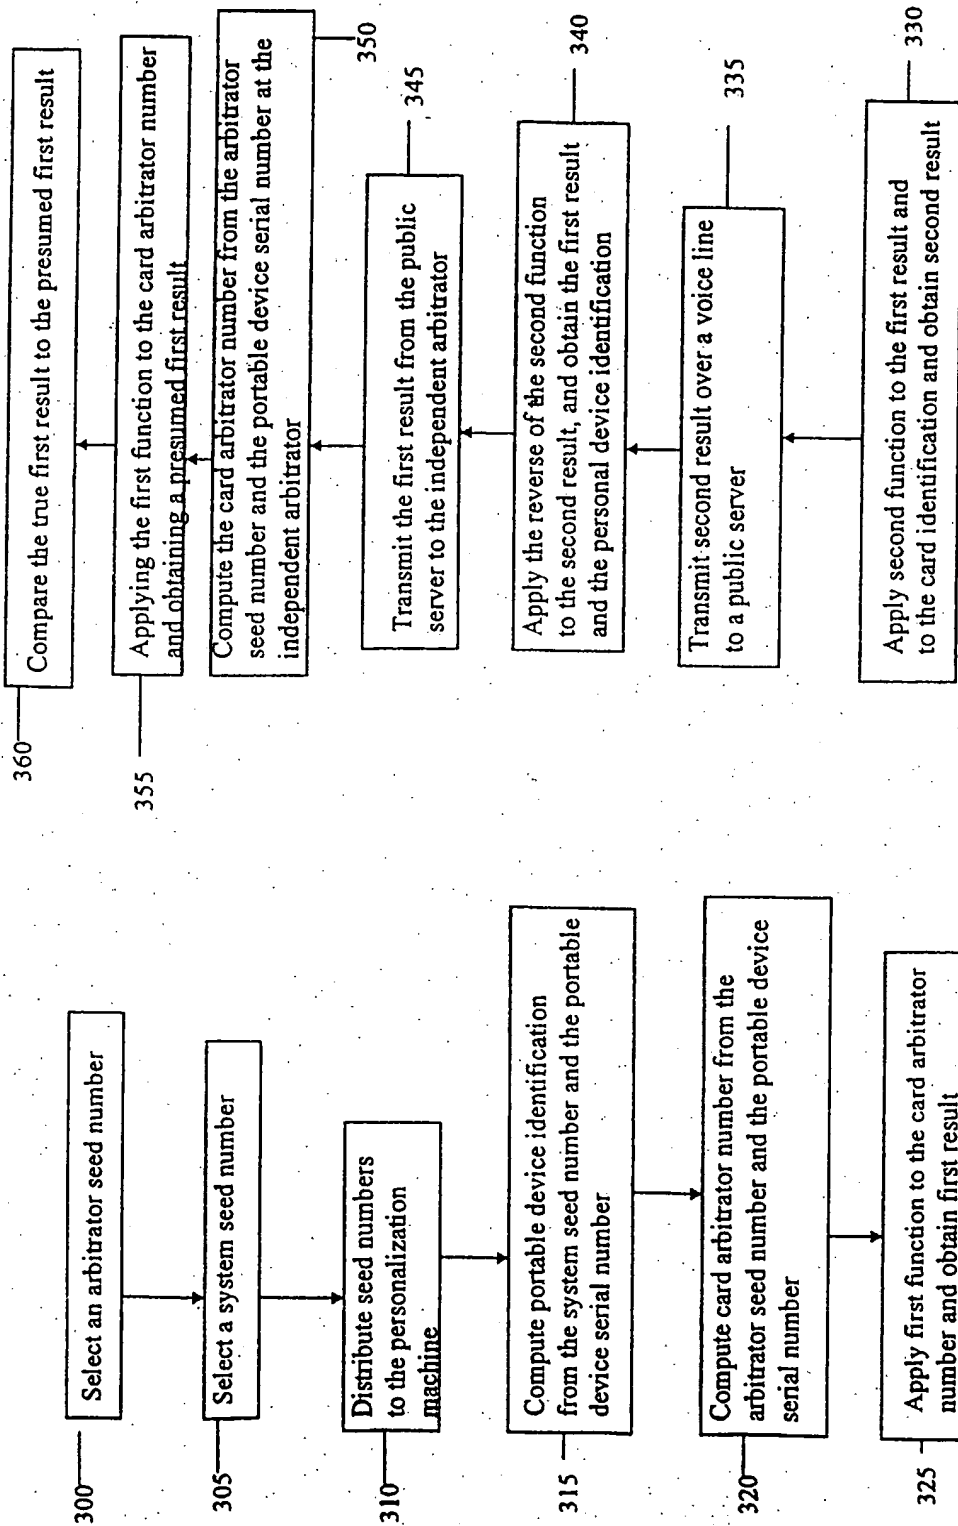 300
Select an arbitrator seed number
305
Select a system seed number
310
Distribute seed numbers
to the personalization
machine
315
Compute portable device identification
from the system seed number and the portable
device serial number
320
Compute card arbitrator number from the
arbitrator seed number and the portable device
serial number
325
Apply first function to the card arbitrator
number and obtain first result
330
Apply second function to the first result and
to the card identification and obtain second result
335
Transmit second result over a voice line
to a public server
340
Apply the reverse of the second function
to the second result, and obtain the first result
and the personal device identification
345
Transmit the first result from the public
server to the independent arbitrator
350
Compute the card arbitrator number from the arbitrator
seed number and the portable device serial number at the
independent arbitrator
355
Applying the first function to the card arbitrator number
and obtaining a presumed first result
360
Compare the true first result to the presumed first result